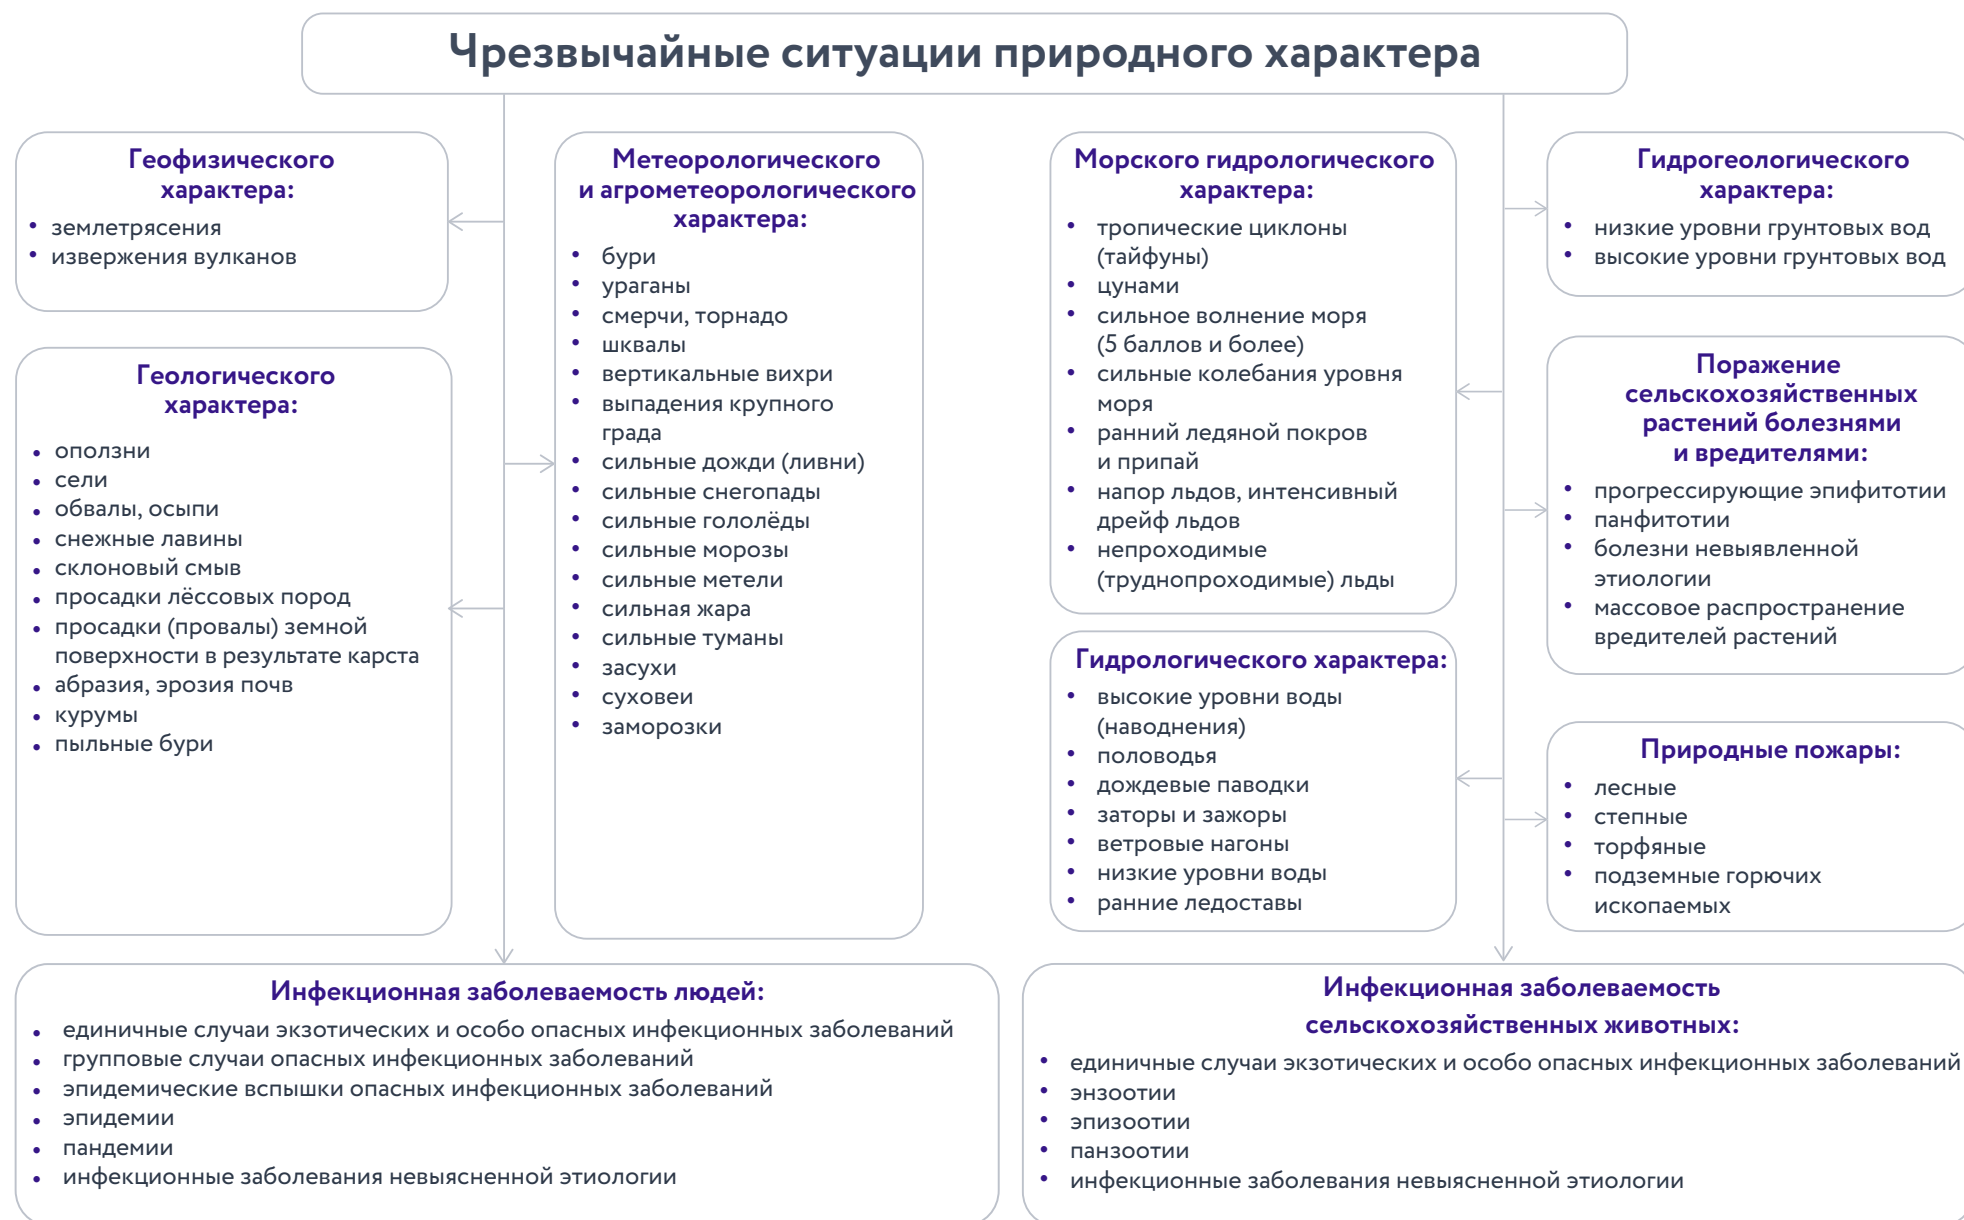 Чрезвычайные ситуации природного характера
Геофизического
характера:
• землетрясения
• извержения вулканов
Геологического
характера:
• оползни
• сели
• обвалы, осыпи
• снежные лавины
• склоновый смыв
• просадки лёссовых пород
• просадки (провалы) земной
поверхности в результате карста
• абразия, эрозия почв
• курумы
• пыльные бури
Метеорологического
и агрометеорологического
характера:
• бури
• ураганы
• смерчи, торнадо
• шквалы
• вертикальные вихри
• выпадения крупного
града
• сильные дожди (ливни)
• сильные снегопады
• сильные гололёды
• сильные морозы
• сильные метели
• сильная жара
• сильные туманы
• засухи
• суховеи
• заморозки
Морского гидрологического
характера:
• тропические циклоны
(тайфуны)
• цунами
• сильное волнение моря
(5 баллов и более)
• сильные колебания уровня
моря
• ранний ледяной покров
и припай
• напор льдов, интенсивный
дрейф льдов
• непроходимые
(труднопроходимые) льды
Гидрологического характера:
• высокие уровни воды
(наводнения)
• половодья
• дождевые паводки
• заторы и зажоры
• ветровые нагоны
• низкие уровни воды
• ранние ледоставы
Гидрогеологического
характера:
• низкие уровни грунтовых вод
• высокие уровни грунтовых вод
Поражение
сельскохозяйственных
растений болезнями
и вредителями:
• прогрессирующие эпифитотии
• панфитотии
• болезни невыявленной
этиологии
• массовое распространение
вредителей растений
Природные пожары:
• лесные
• степные
• торфяные
• подземные горючих
ископаемых
Инфекционная заболеваемость людей:
• единичные случаи экзотических и особо опасных инфекционных заболеваний
• групповые случаи опасных инфекционных заболеваний
• эпидемические вспышки опасных инфекционных заболеваний
• эпидемии
• пандемии
• инфекционные заболевания невыясненной этиологии
Инфекционная заболеваемость
сельскохозяйственных животных:
• единичные случаи экзотических и особо опасных инфекционных заболеваний
• энзоотии
• эпизоотии
• панзоотии
• инфекционные заболевания невыясненной этиологии